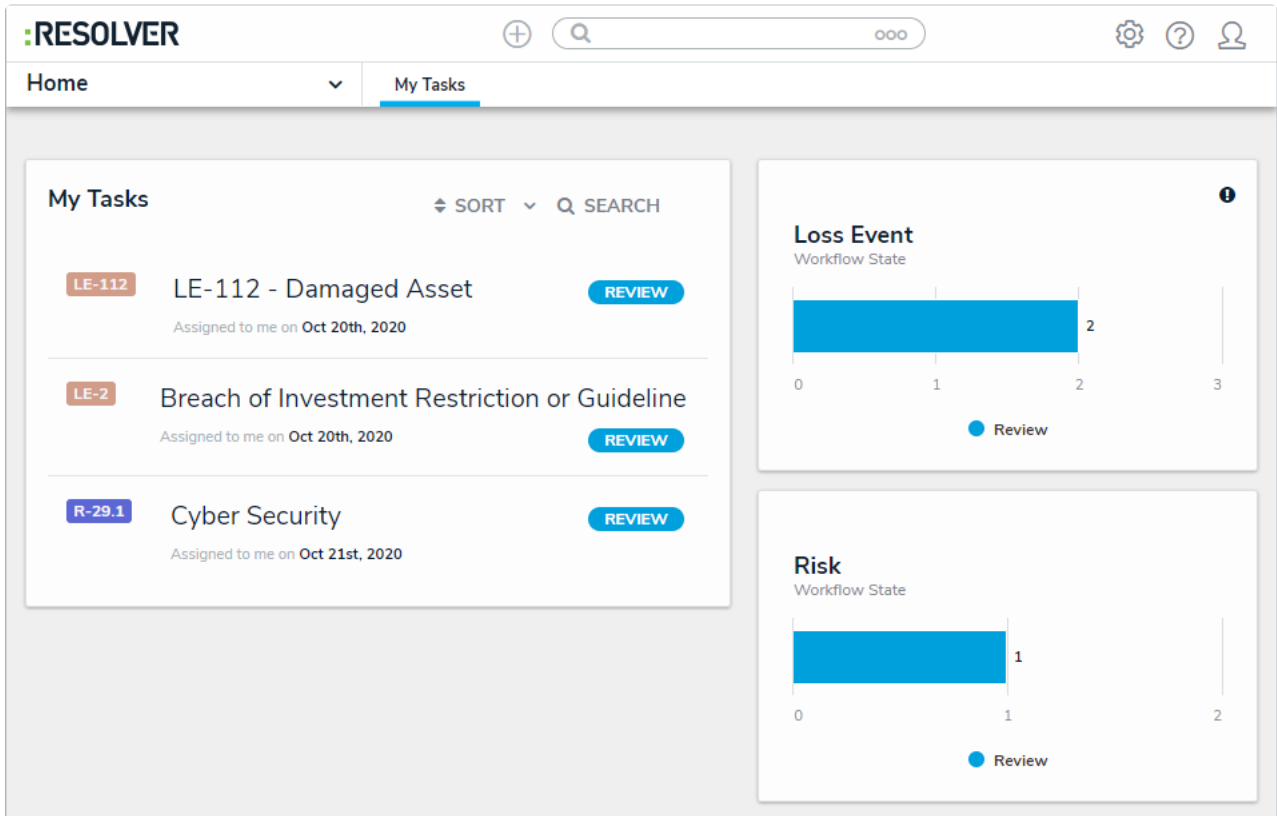 :RESOLVER
ooo
Home
My Tasks
My Tasks
SORT
SEARCH
LE-112
LE-112 - Damaged Asset
REVIEW
Assigned to me on Oct 20th, 2020
LE-2
Breach of Investment Restriction or Guideline
Assigned to me on Oct 20th, 2020
REVIEW
R-29.1
Cyber Security
REVIEW
Assigned to me on Oct 21st, 2020
Loss Event
Workflow State
2
0 1 2 3
Review
Risk
Workflow State
1
0 1 2
Review